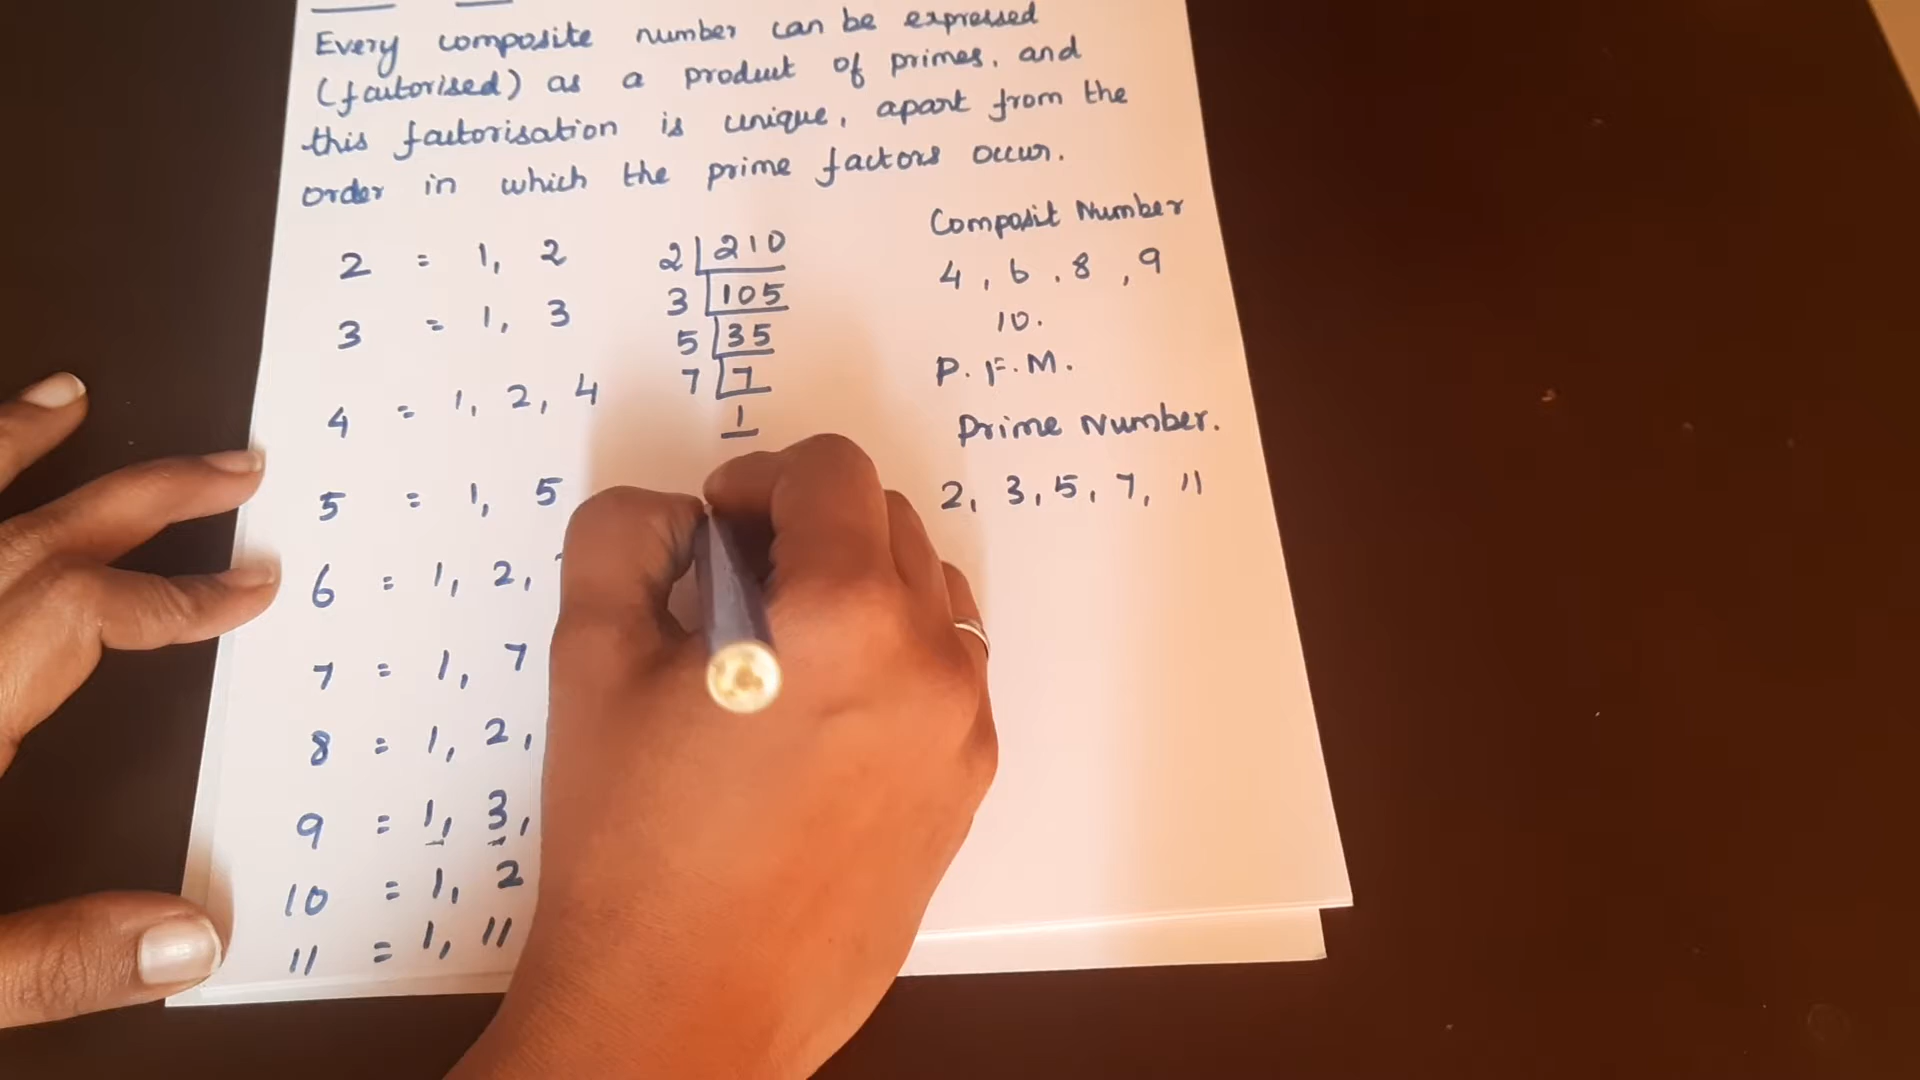 Every composite number can be expressed
(factorised) as a product of primes, and
this factorisation is unique, apart from the
order in which the prime factors occur.
2 = 1, 2
3 = 1, 3
4 = 1, 2, 4
5 = 1, 5
6 = 1, 2,
7 = 1, 7
8 = 1, 2,
9 = 1, 3,
10 = 1, 2
11 = 1, 11
2 | 210
3 | 105
5 | 35
7 | 7
1
Composit Number
4, 6, 8, 9
10.
P. F. M.
Prime Number.
2, 3, 5, 7, 11